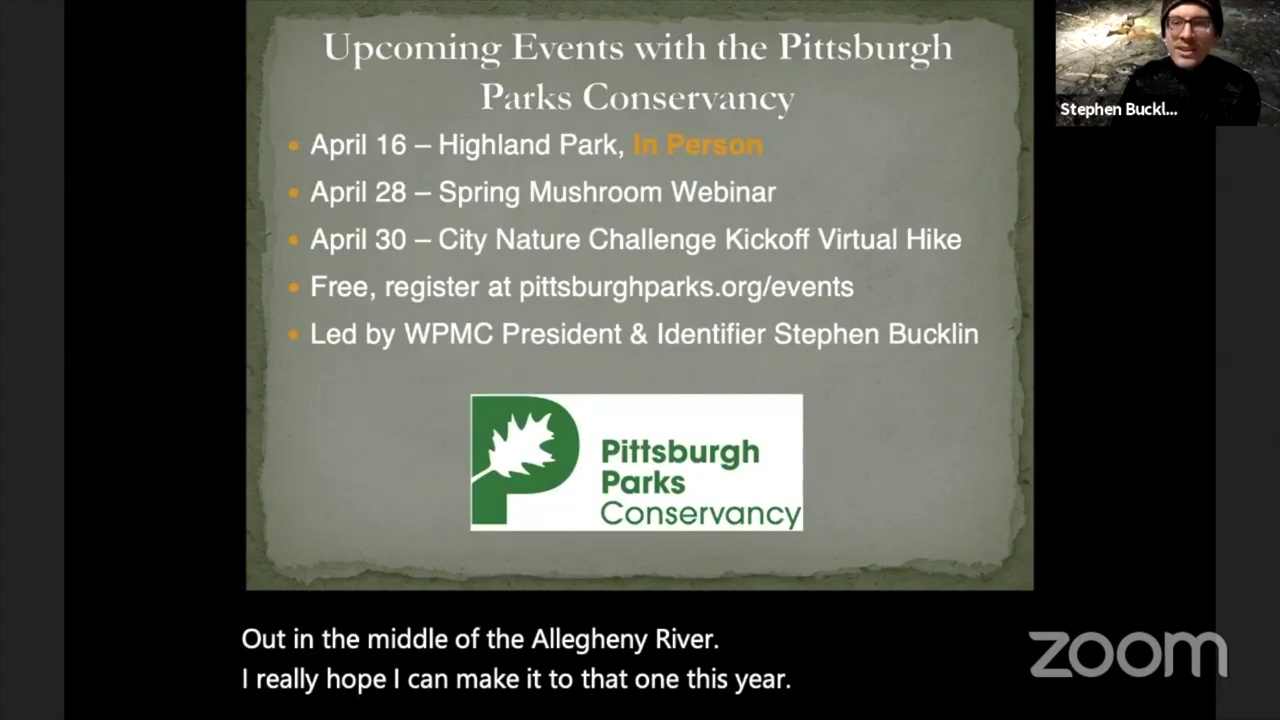 Upcoming Events with the Pittsburgh
Parks Conservancy
• April 16 – Highland Park, In Person
• April 28 – Spring Mushroom Webinar
• April 30 – City Nature Challenge Kickoff Virtual Hike
• Free, register at pittsburghparks.org/events
• Led by WPMC President & Identifier Stephen Bucklin
Pittsburgh
Parks
Conservancy
Stephen Buckl...
Out in the middle of the Allegheny River.
I really hope I can make it to that one this year.
zoom